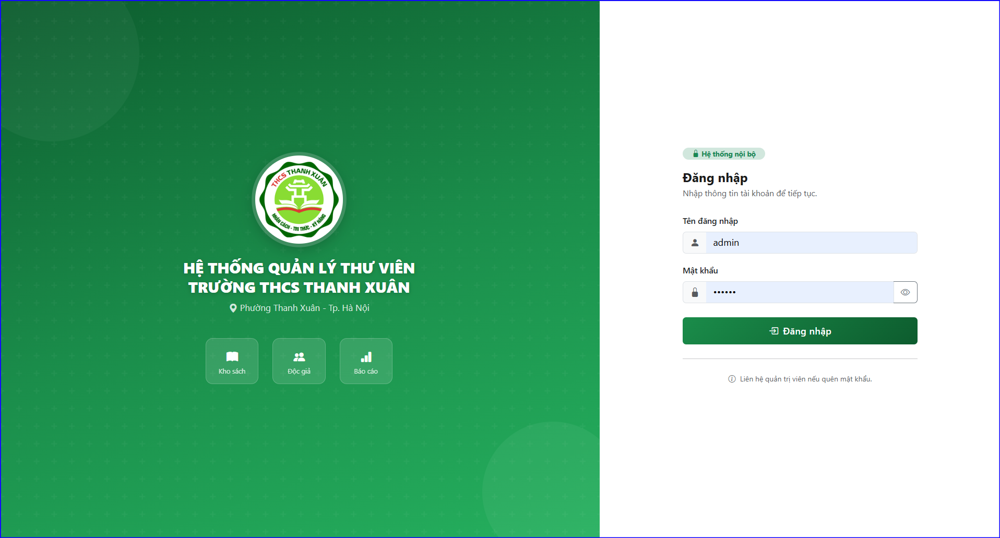 THCS THANH XUÂN
NHÂN CÁCH - TRI THỨC - KỸ NĂNG
HỆ THỐNG QUẢN LÝ THƯ VIÊN
TRƯỜNG THCS THANH XUÂN
Phường Thanh Xuân - Tp. Hà Nội
Kho sách
Độc giả
Báo cáo
Hệ thống nội bộ
Đăng nhập
Nhập thông tin tài khoản để tiếp tục.
Tên đăng nhập
admin
Mật khẩu
••••••
Đăng nhập
Liên hệ quản trị viên nếu quên mật khẩu.